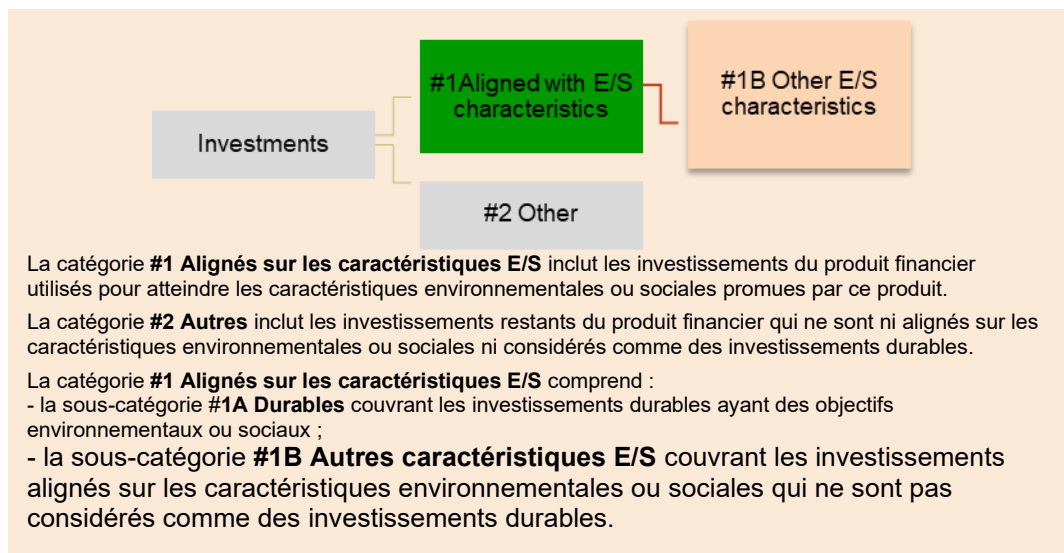 #1Aligned with E/S
characteristics
#1B Other E/S
characteristics
Investments
#2 Other
La catégorie #1 Alignés sur les caractéristiques E/S inclut les investissements du produit financier
utilisés pour atteindre les caractéristiques environnementales ou sociales promues par ce produit.
La catégorie #2 Autres inclut les investissements restants du produit financier qui ne sont ni alignés sur les
caractéristiques environnementales ou sociales ni considérés comme des investissements durables.
La catégorie #1 Alignés sur les caractéristiques E/S comprend :
- la sous-catégorie #1A Durables couvrant les investissements durables ayant des objectifs
environnementaux ou sociaux ;
- la sous-catégorie #1B Autres caractéristiques E/S couvrant les investissements
alignés sur les caractéristiques environnementales ou sociales qui ne sont pas
considérés comme des investissements durables.